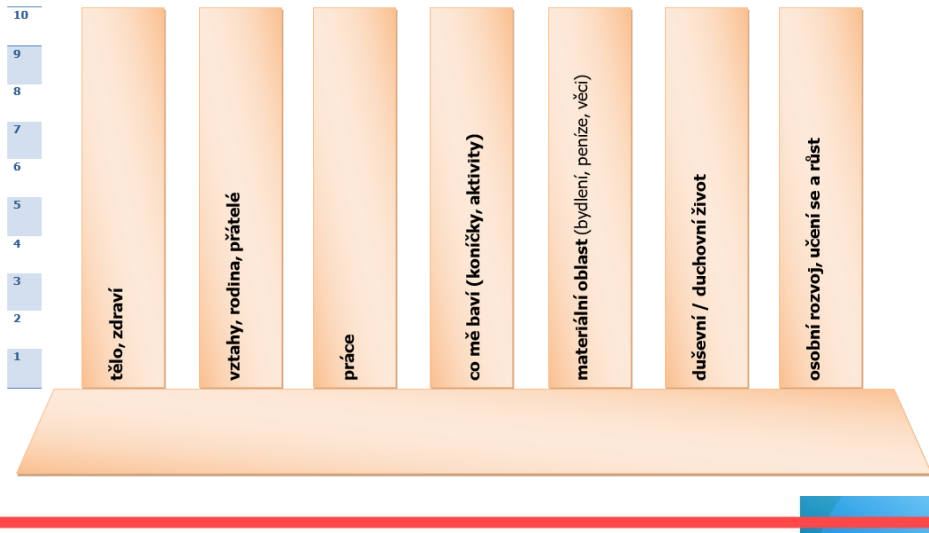 10
9
8
7
6
5
4
3
2
1
tělo, zdraví
vztahy, rodina, přátelé
práce
co mě baví (koníčky, aktivity)
materiální oblast (bydlení, peníze, věci)
duševní / duchovní život
osobní rozvoj, učení se a růst